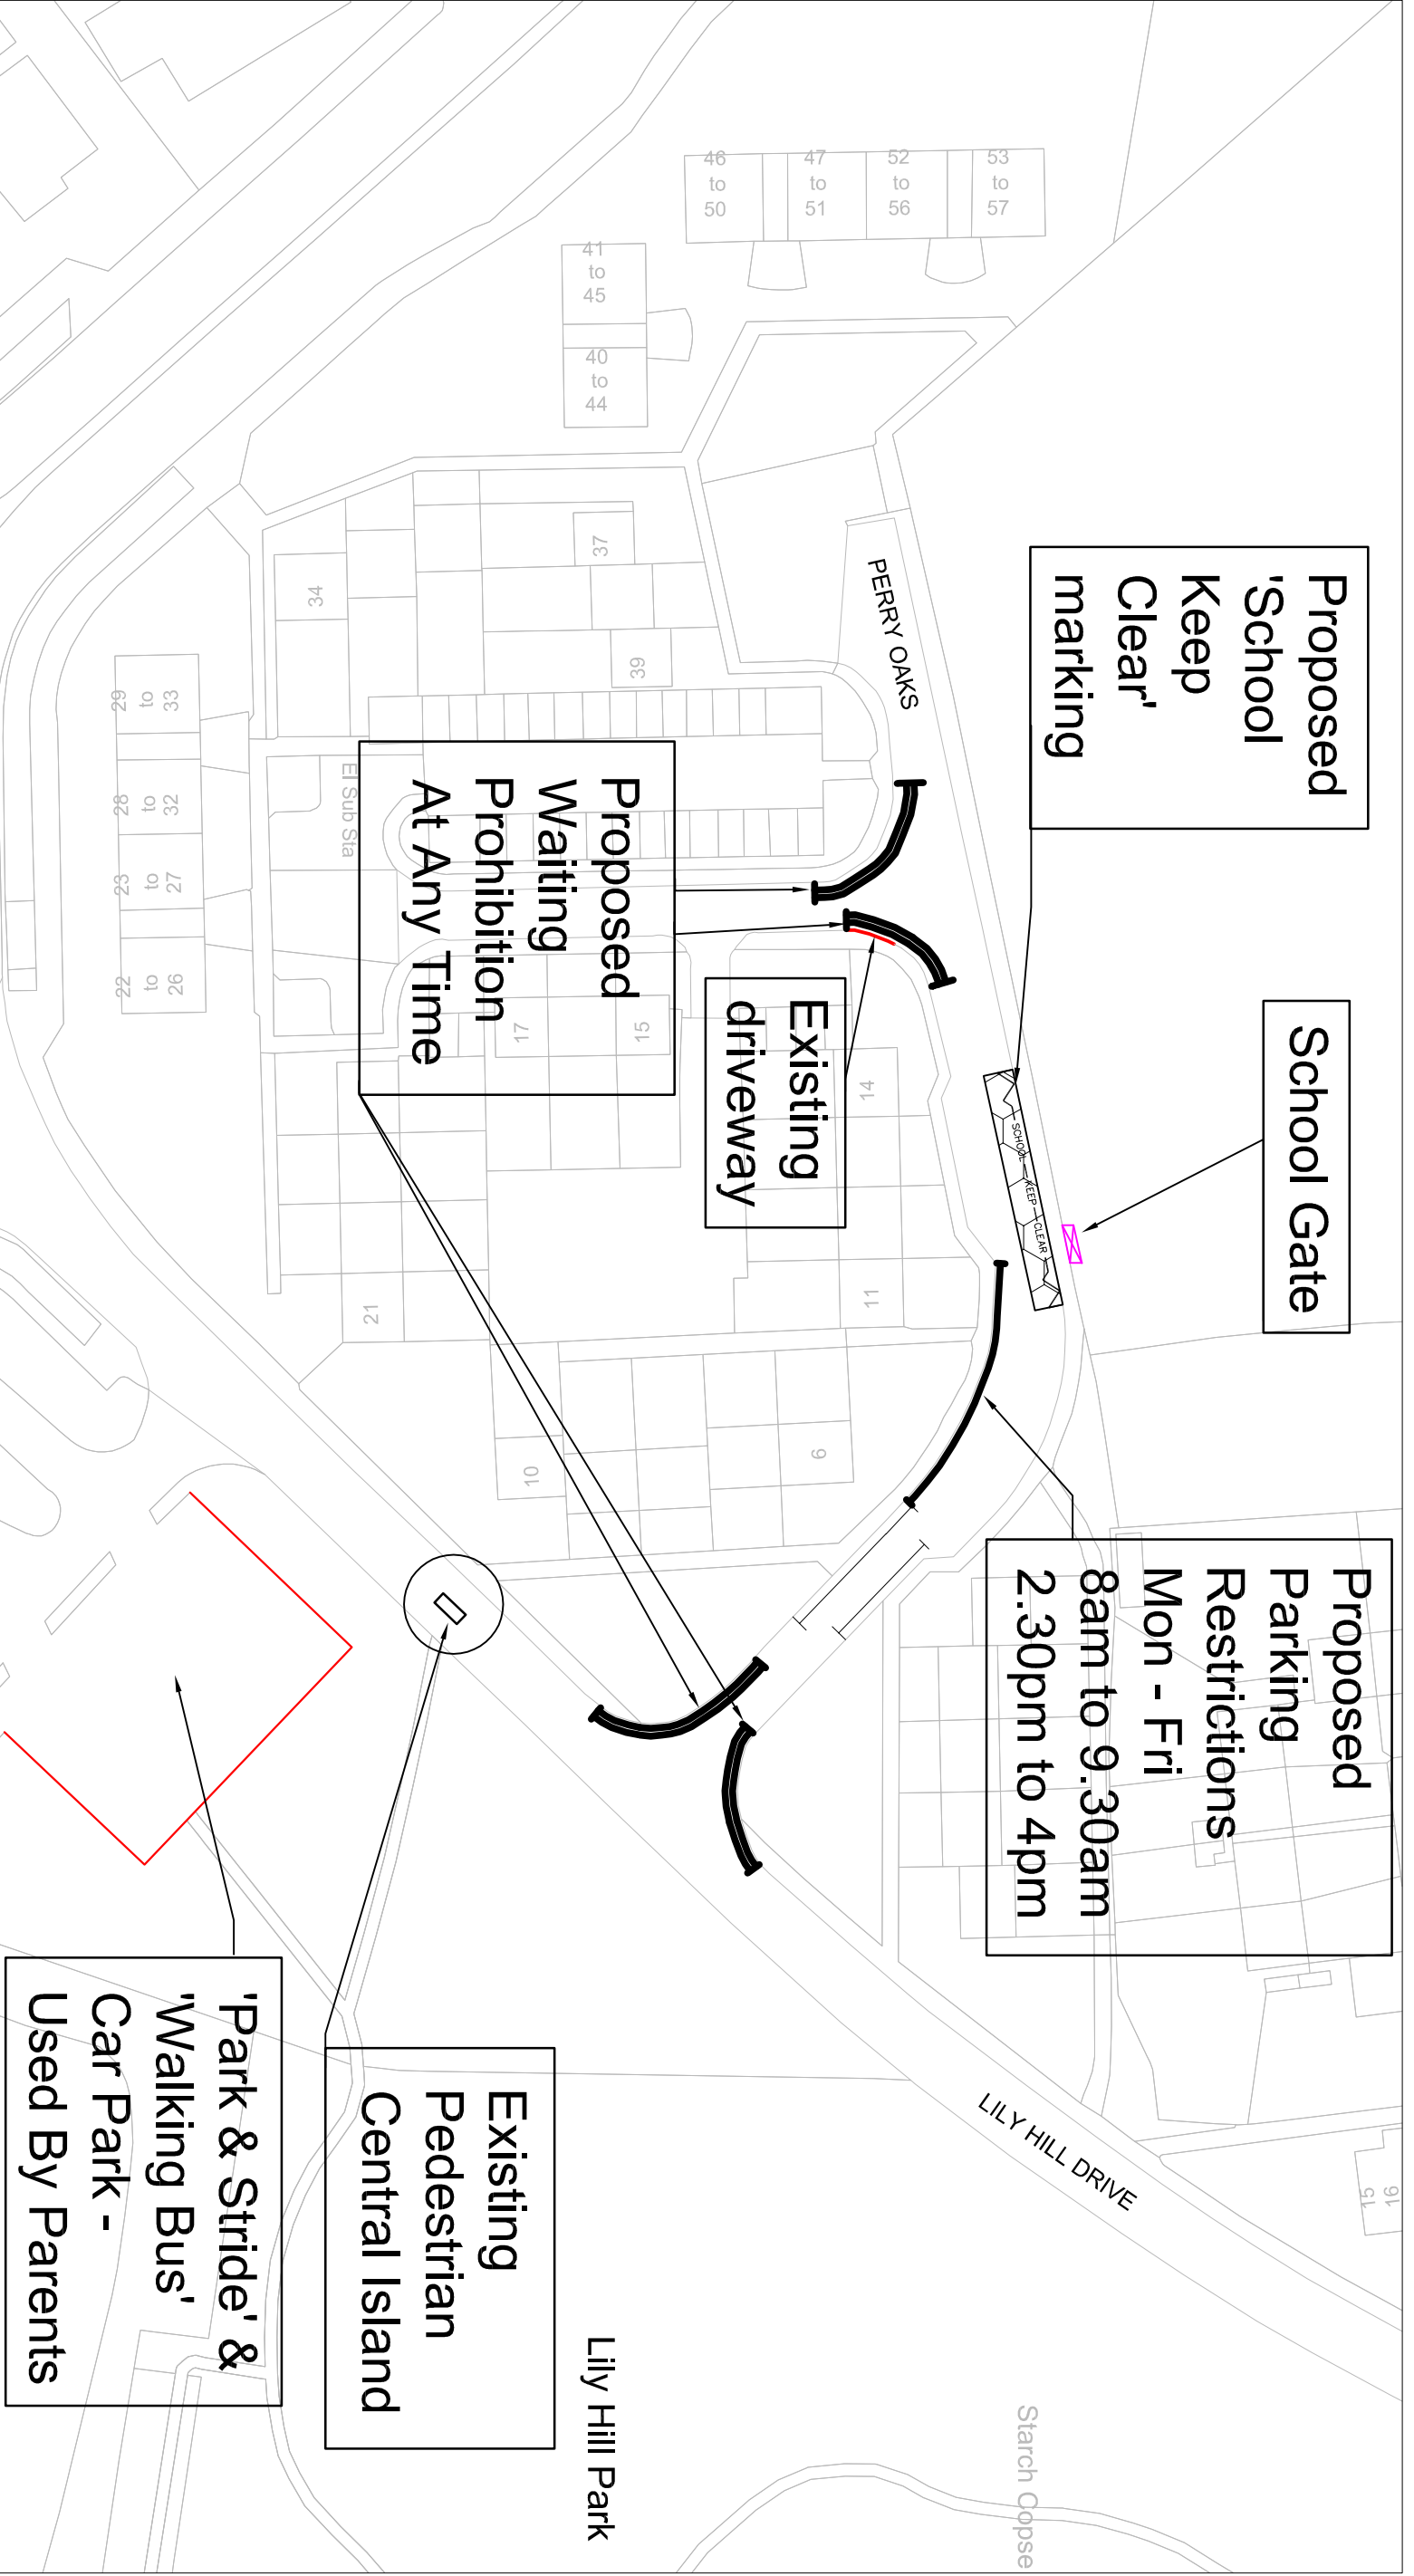 Proposed
'School
Keep
Clear'
marking
School Gate
Proposed
Parking
Restrictions
Mon - Fri
8am to 9.30am
2.30pm to 4pm
PERRY OAKS
SCHOOL KEEP CLEAR
Existing
driveway
Proposed
Waiting
Prohibition
At Any Time
LILY HILL DRIVE
Existing
Pedestrian
Central Island
'Park & Stride' &
'Walking Bus'
Car Park -
Used By Parents
Lily Hill Park
Starch Copse
El Sub Sta
46
to
50
47
to
51
52
to
56
53
to
57
41
to
45
40
to
44
37
39
34
29
to
33
28
to
32
23
to
27
22
to
26
17
15
14
11
21
10
6
15
16